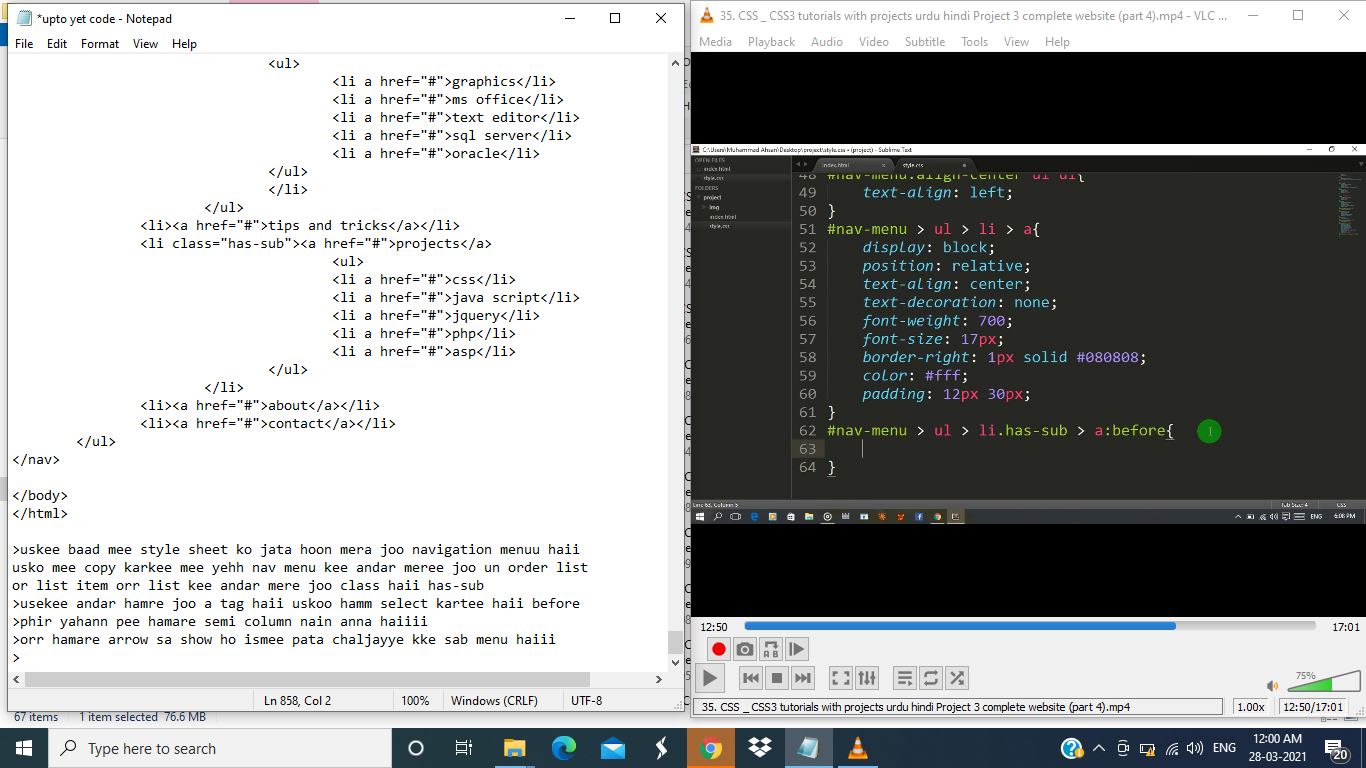 *upto yet code - Notepad
File Edit Format View Help
<ul>
<li a href="#">graphics</li>
<li a href="#">ms office</li>
<li a href="#">text editor</li>
<li a href="#">sql server</li>
<li a href="#">oracle</li>
</ul>
</li>
</ul>
<li><a href="#">tips and tricks</a></li>
<li class="has-sub"><a href="#">projects</a>
<ul>
<li a href="#">css</li>
<li a href="#">java script</li>
<li a href="#">jquery</li>
<li a href="#">php</li>
<li a href="#">asp</li>
</ul>
</li>
<li><a href="#">about</a></li>
<li><a href="#">contact</a></li>
</ul>
</nav>
</body>
</html>
>uskee baad mee style sheet ko jata hoon mera joo navigation menuu haii
usko mee copy karkee mee yehh nav menu kee andar meree joo un order list
or list item orr list kee andar mere joo class haii has-sub
>usekee andar hamre joo a tag haii uskoo hamm select kartee haii before
>phir yahann pee hamare semi column nain anna haiiii
>orr hamare arrow sa show ho ismee pata chaljayye kke sab menu haiii
>
Ln 858, Col 2 100% Windows (CRLF) UTF-8
67 items 1 item selected 76.6 MB
35. CSS _ CSS3 tutorials with projects urdu hindi Project 3 complete website (part 4).mp4 - VLC ...
Media Playback Audio Video Subtitle Tools View Help
C:\Users\Muhammad Ahsan\Desktop\project\style.css • (project) - Sublime Text
OPEN FILES
index.html
style.css
FOLDERS
project
img
index.html
style.css
index.html style.css
48 #nav-menu.align-center ul ul{
49 text-align: left;
50 }
51 #nav-menu > ul > li > a{
52 display: block;
53 position: relative;
54 text-align: center;
55 text-decoration: none;
56 font-weight: 700;
57 font-size: 17px;
58 border-right: 1px solid #080808;
59 color: #fff;
60 padding: 12px 30px;
61 }
62 #nav-menu > ul > li.has-sub > a:before{
63
64 }
Line 63, Column 5 Tab Size: 4 CSS
ENG 6:08 PM
12:50 17:01
75%
35. CSS _ CSS3 tutorials with projects urdu hindi Project 3 complete website (part 4).mp4 1.00x 12:50/17:01
Type here to search
ENG
12:00 AM
28-03-2021
20